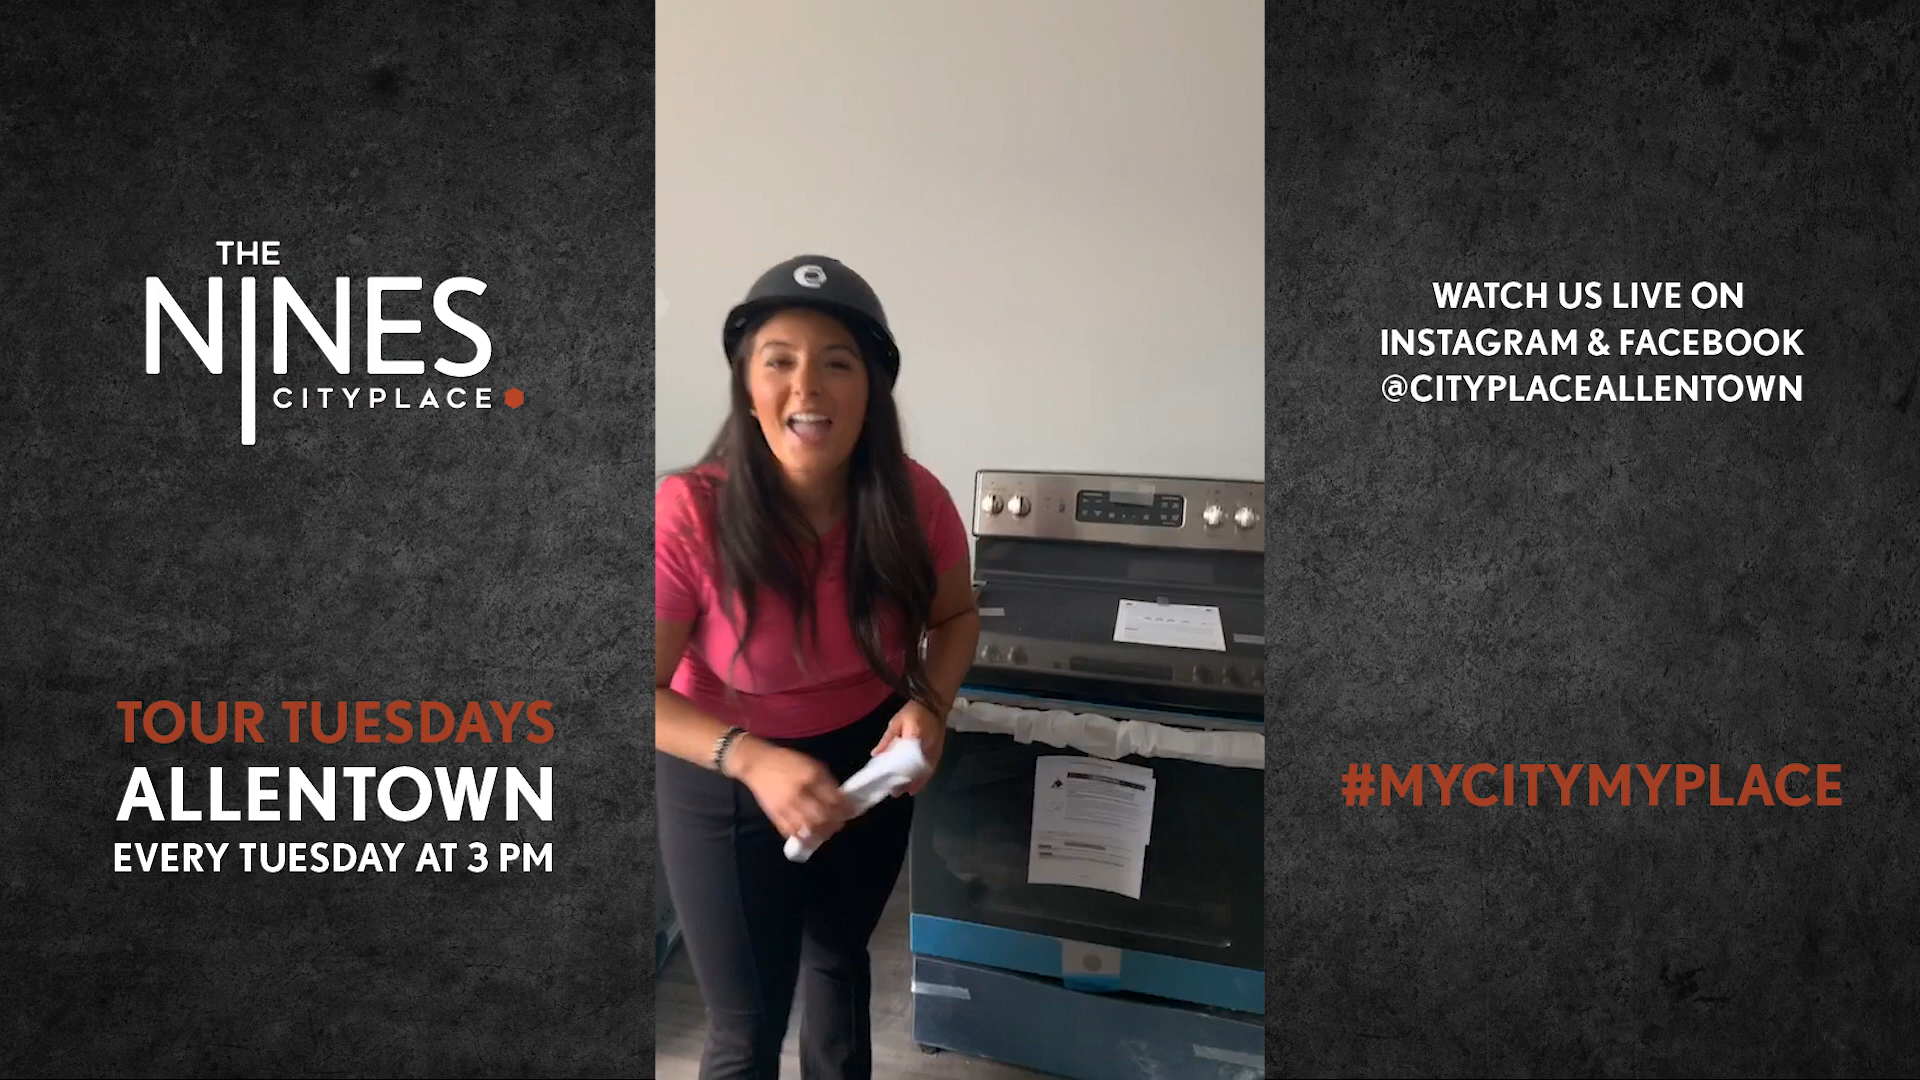 THE
NINES
CITYPLACE
TOUR TUESDAYS
ALLENTOWN
EVERY TUESDAY AT 3 PM
WATCH US LIVE ON
INSTAGRAM & FACEBOOK
@CITYPLACEALLENTOWN
#MYCITYMYPLACE